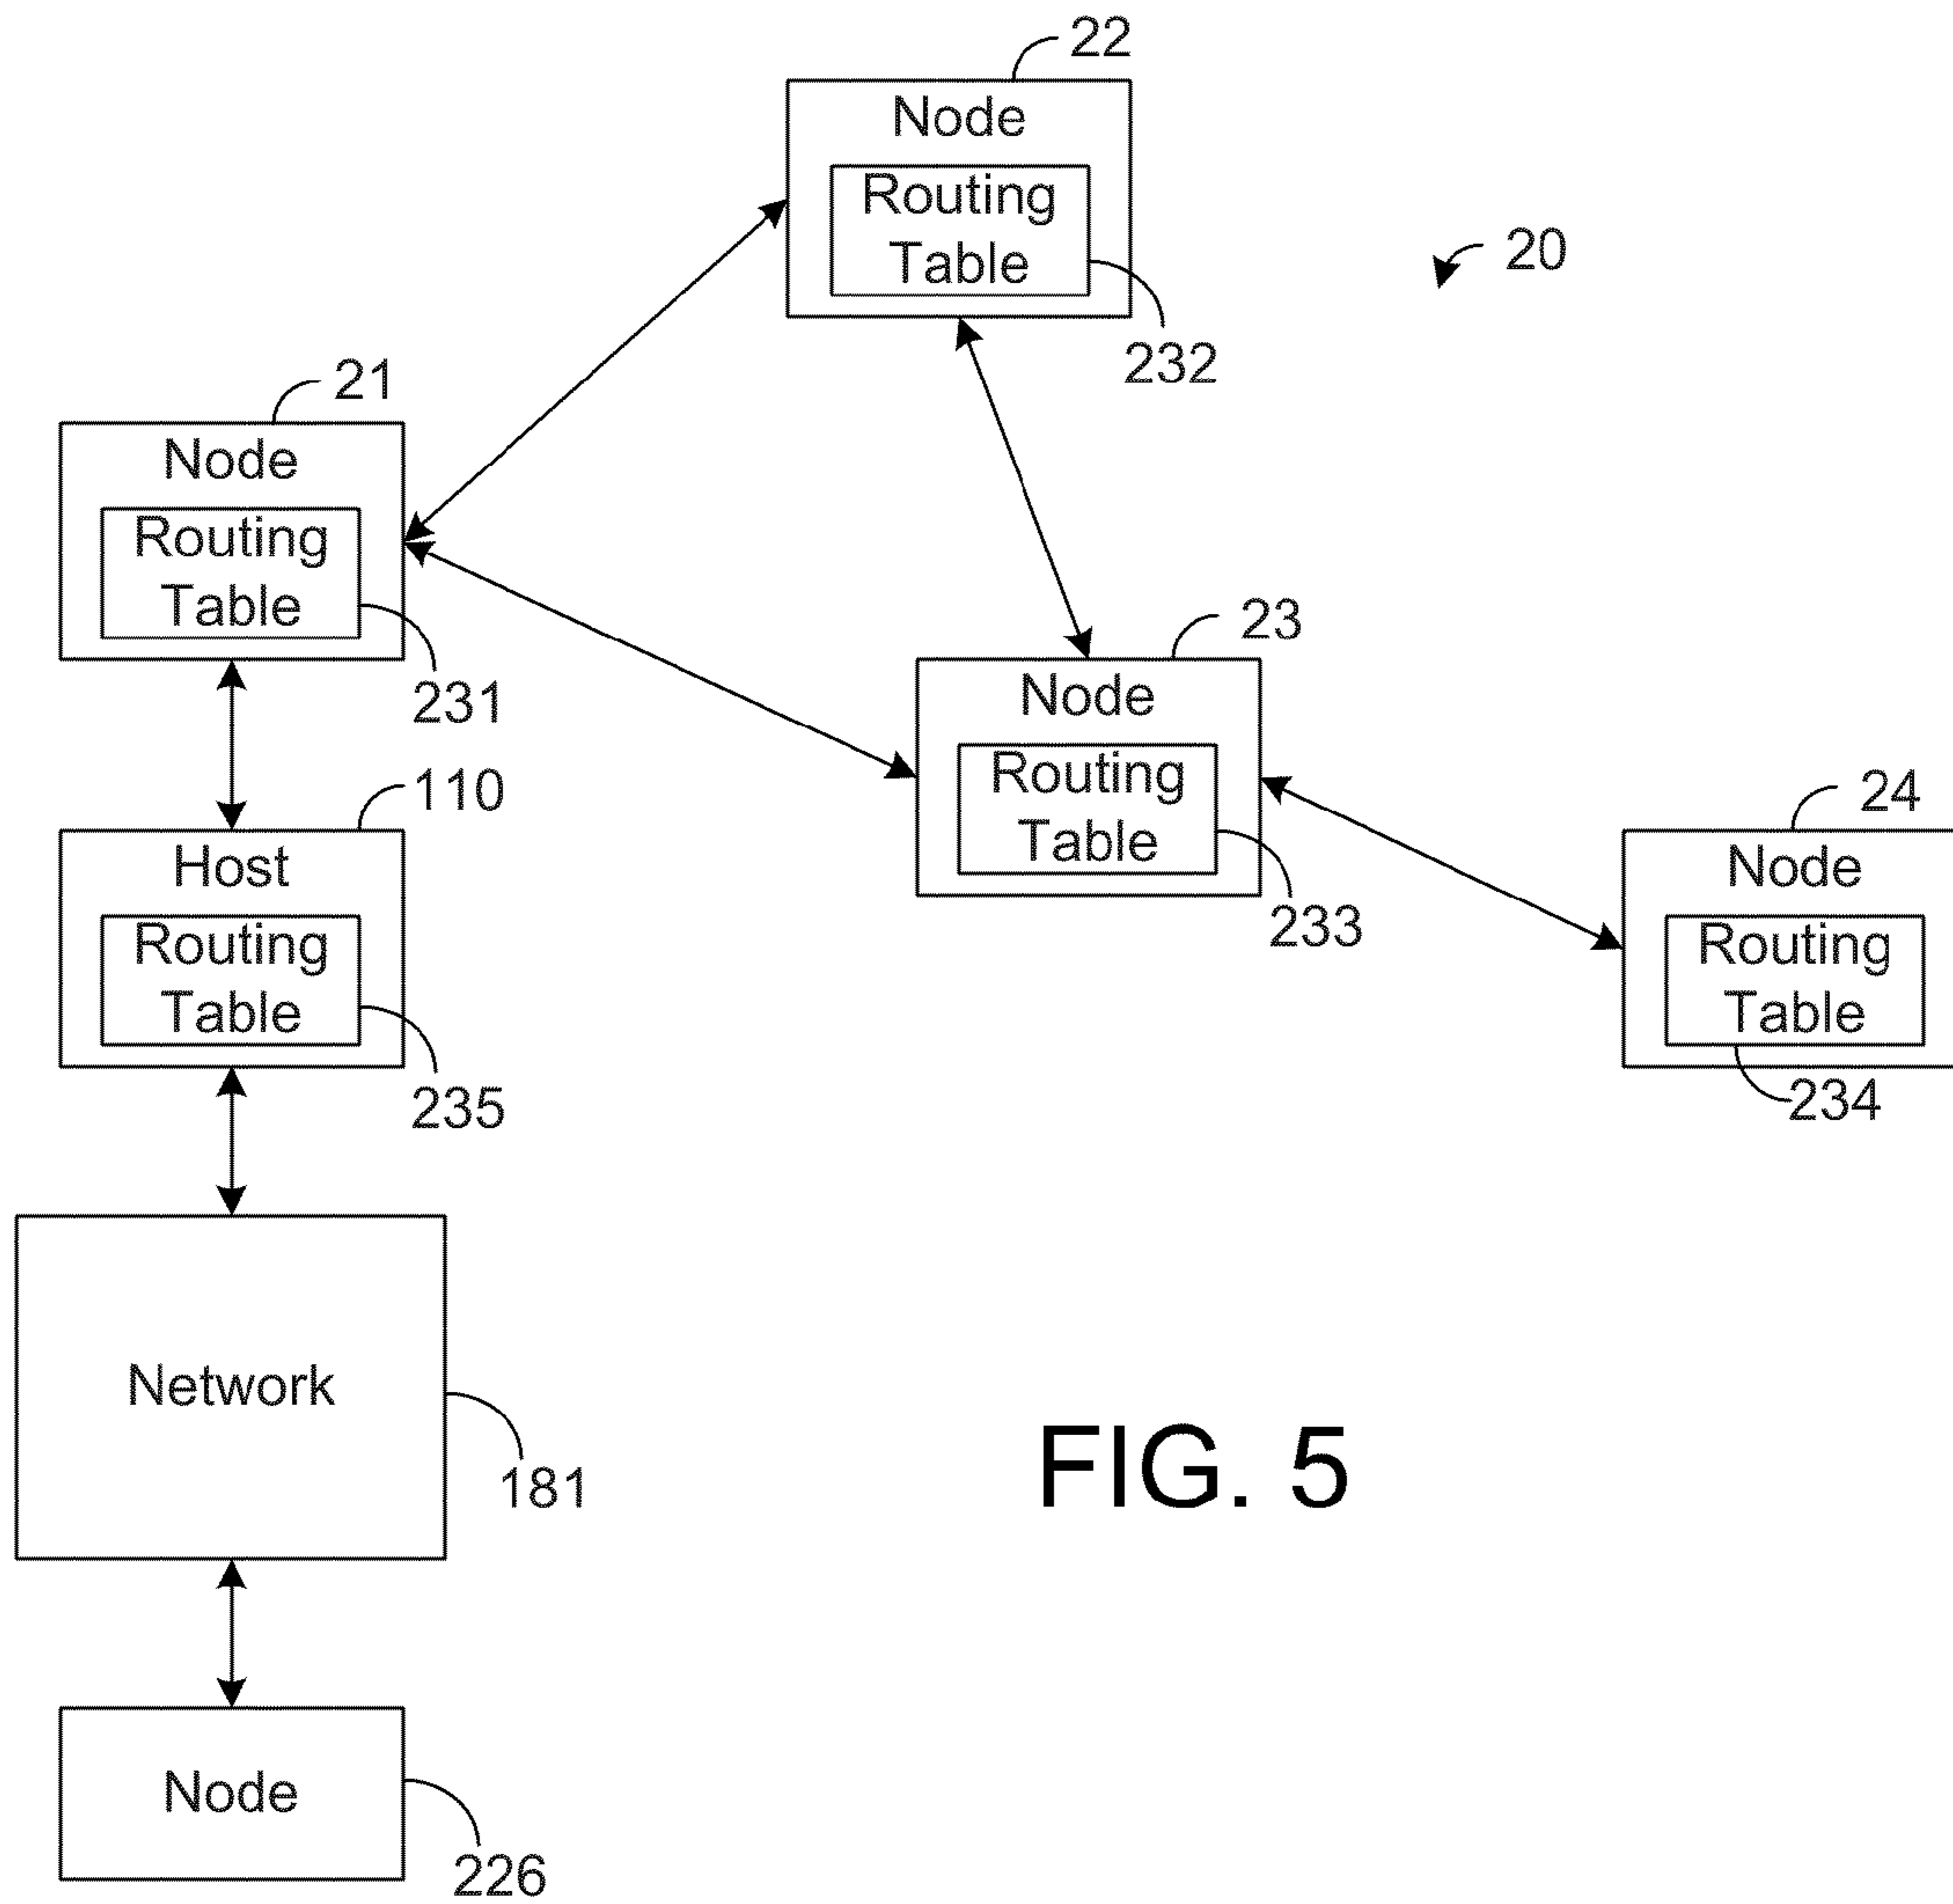 22
Node
Routing
Table
232
20
21
Node
Routing
Table
231
23
Node
Routing
Table
233
110
Host
Routing
Table
235
24
Node
Routing
Table
234
Network
181
FIG. 5
Node
226